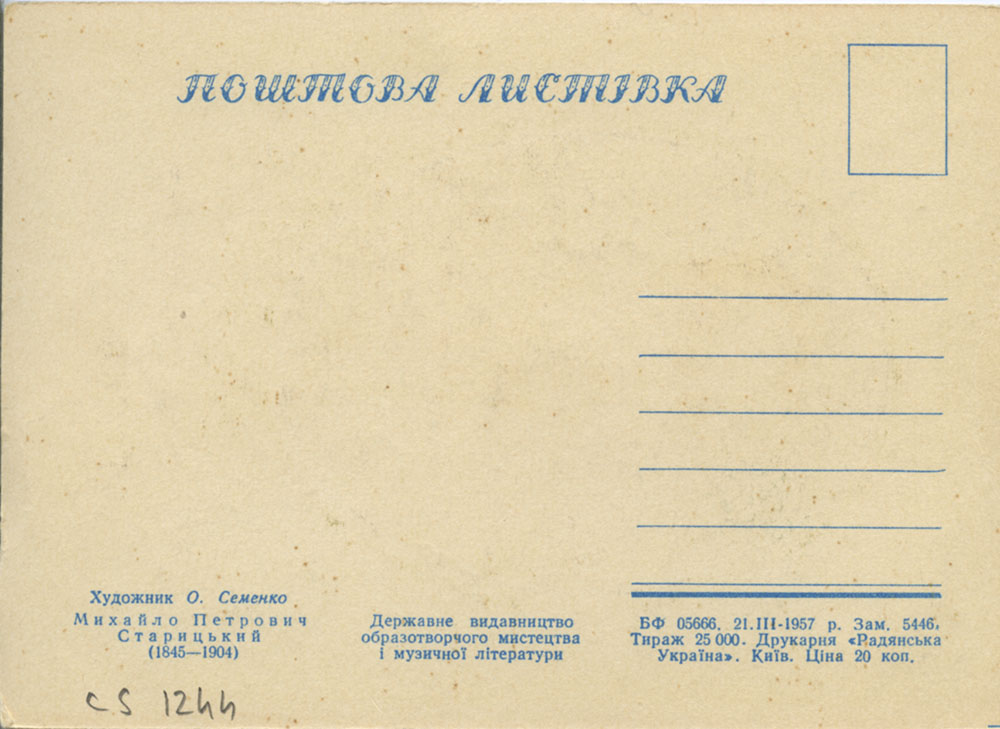 ПОШТОВА ЛИСТІВКА
Художник О. Семенко
Михайло Петрович
Старицький
(1845—1904)
Державне видавництво
образотворчого мистецтва
і музичної літератури
БФ 05666. 21.III-1957 р. Зам. 5446.
Тираж 25 000. Друкарня «Радянська
Україна». Київ. Ціна 20 коп.
CS 1244